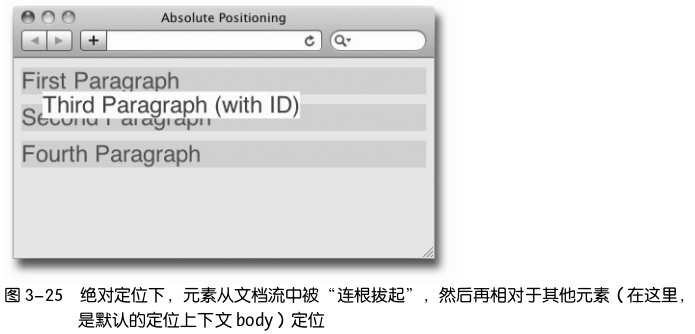 Absolute Positioning
First Paragraph
Third Paragraph (with ID)
Second Paragraph
Fourth Paragraph
图 3-25 绝对定位下，元素从文档流中被“连根拔起”，然后再相对于其他元素（在这里，
是默认的定位上下文 body）定位